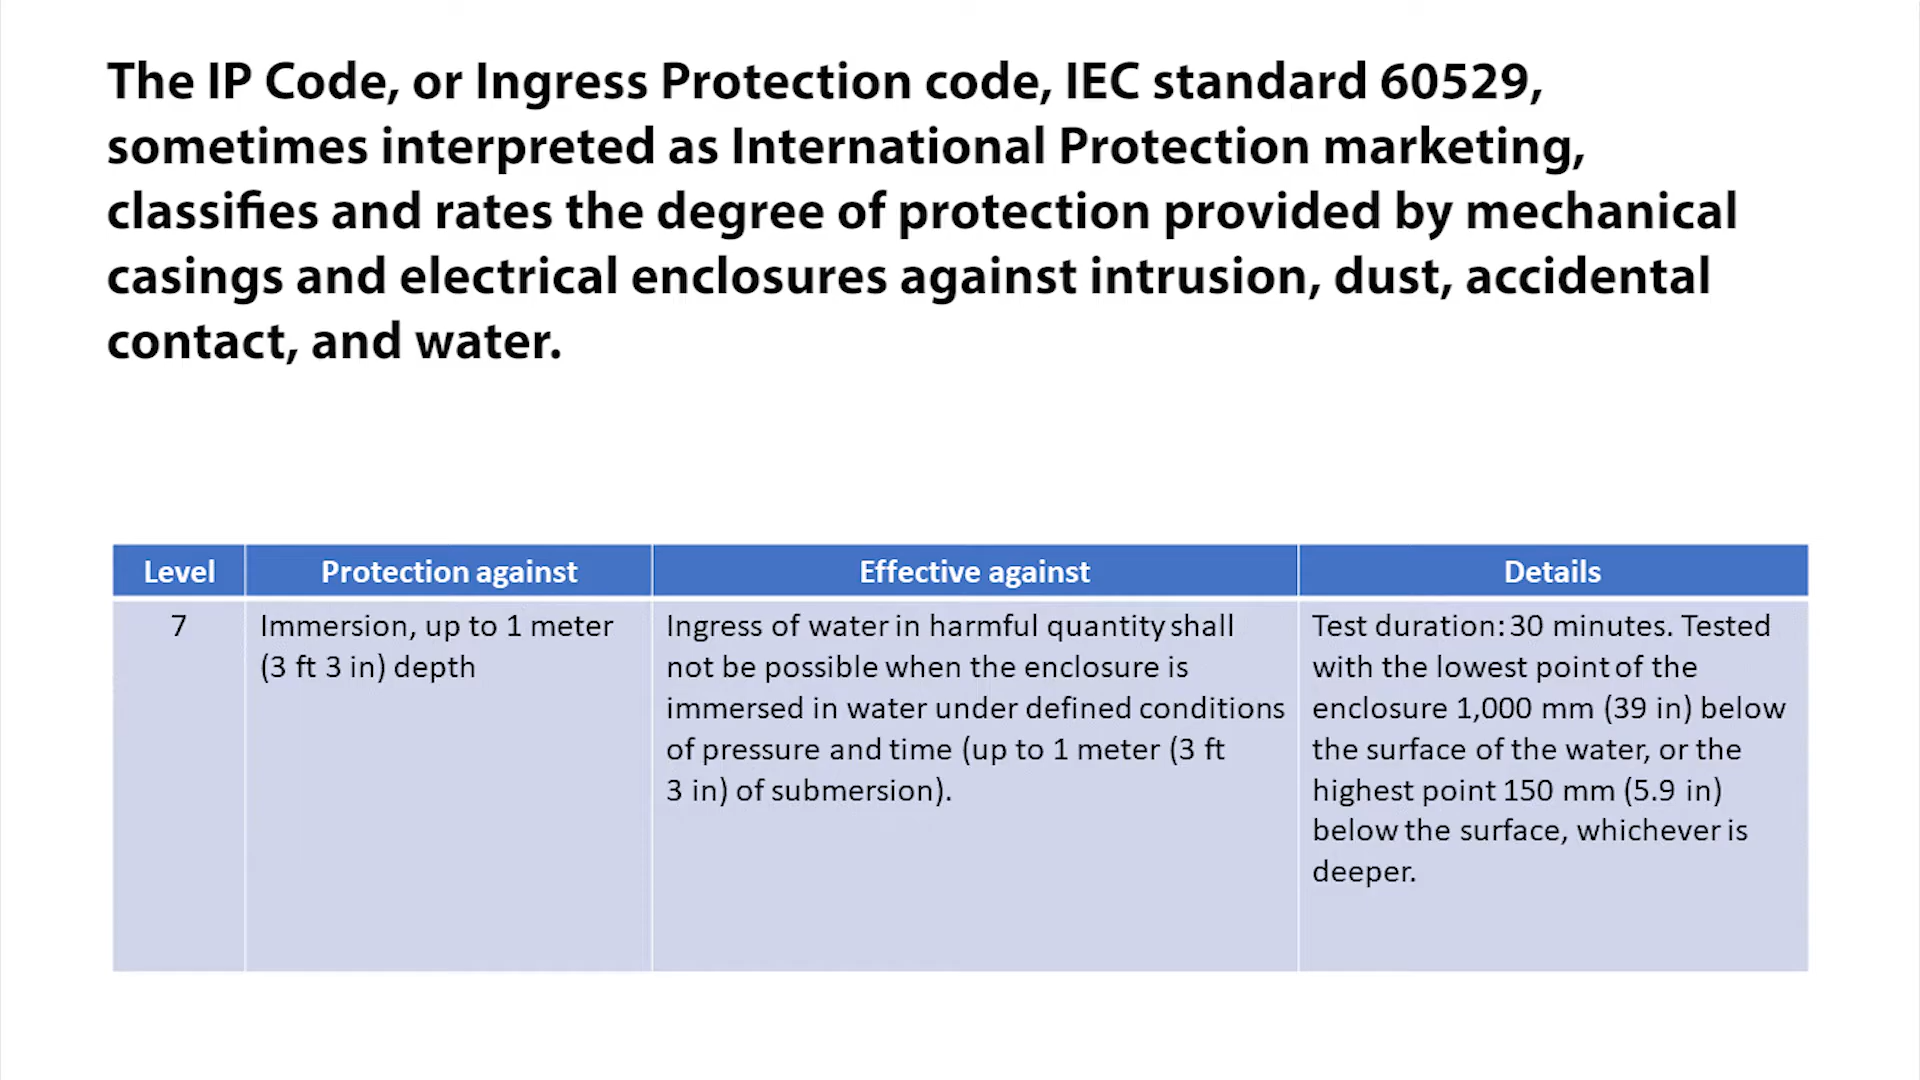 The IP Code, or Ingress Protection code, IEC standard 60529,
sometimes interpreted as International Protection marketing,
classifies and rates the degree of protection provided by mechanical
casings and electrical enclosures against intrusion, dust, accidental
contact, and water.
Level
Protection against
Effective against
Details
7
Immersion, up to 1 meter
(3 ft 3 in) depth
Ingress of water in harmful quantity shall
not be possible when the enclosure is
immersed in water under defined conditions
of pressure and time (up to 1 meter (3 ft
3 in) of submersion).
Test duration: 30 minutes. Tested
with the lowest point of the
enclosure 1,000 mm (39 in) below
the surface of the water, or the
highest point 150 mm (5.9 in)
below the surface, whichever is
deeper.